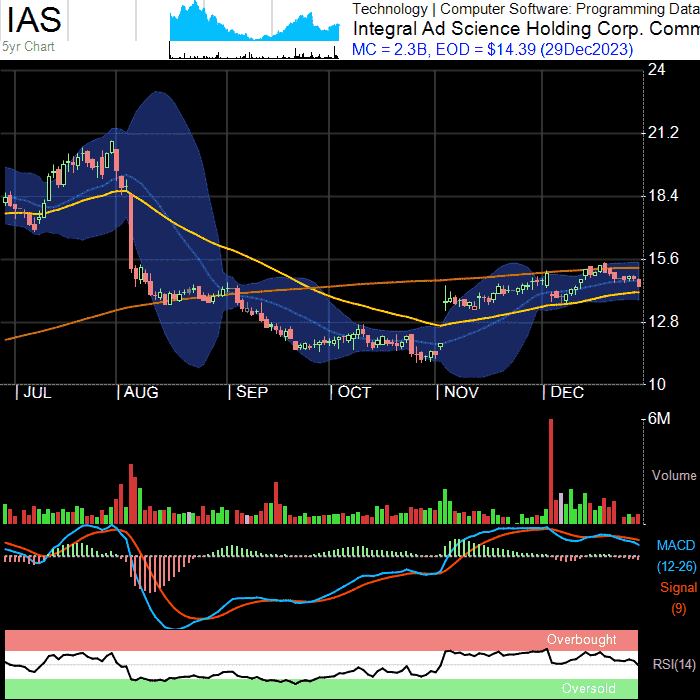 IAS
5yr Chart
Technology | Computer Software: Programming Data
Integral Ad Science Holding Corp. Comm
MC = 2.3B, EOD = $14.39 (29Dec2023)
24
21.2
18.4
15.6
12.8
10
JUL AUG SEP OCT NOV DEC
6M
Volume
MACD
(12-26)
Signal
(9)
Overbought
RSI(14)
Oversold